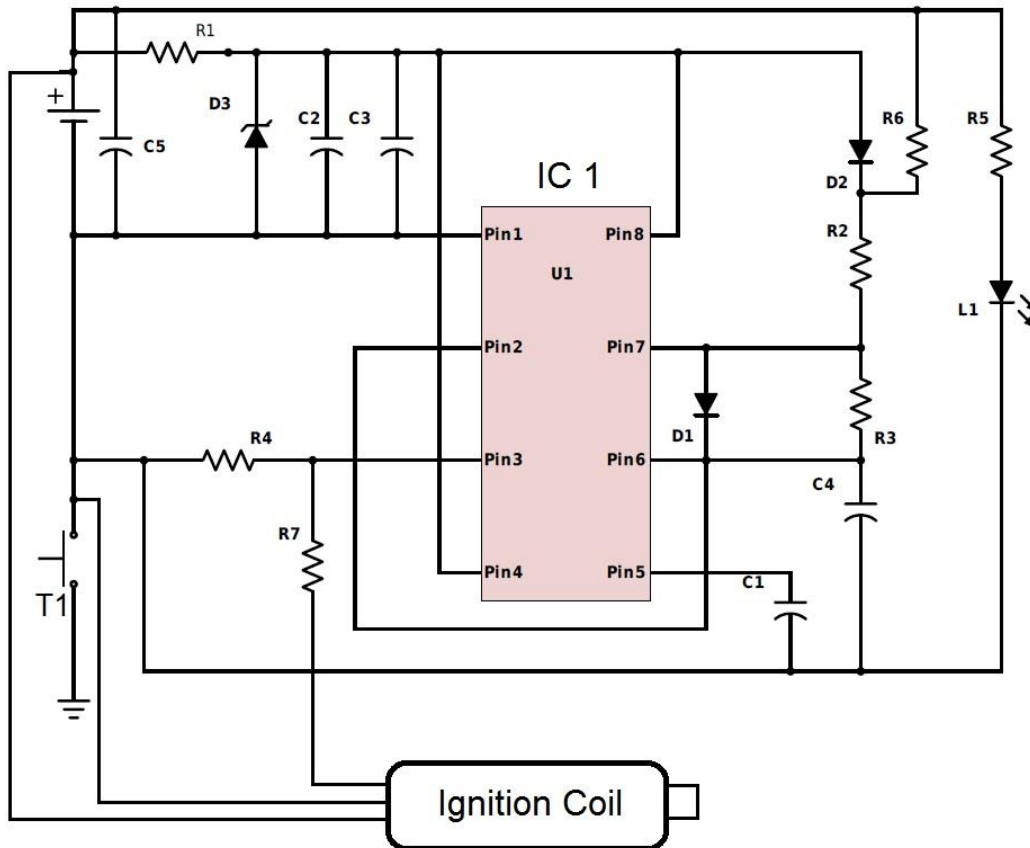 R1
+
D3
C2
C3
C5
R6
R5
D2
IC 1
R2
Pin1
Pin8
U1
L1
Pin2
Pin7
D1
R3
R4
Pin3
Pin6
C4
R7
Pin4
Pin5
C1
T1
Ignition Coil